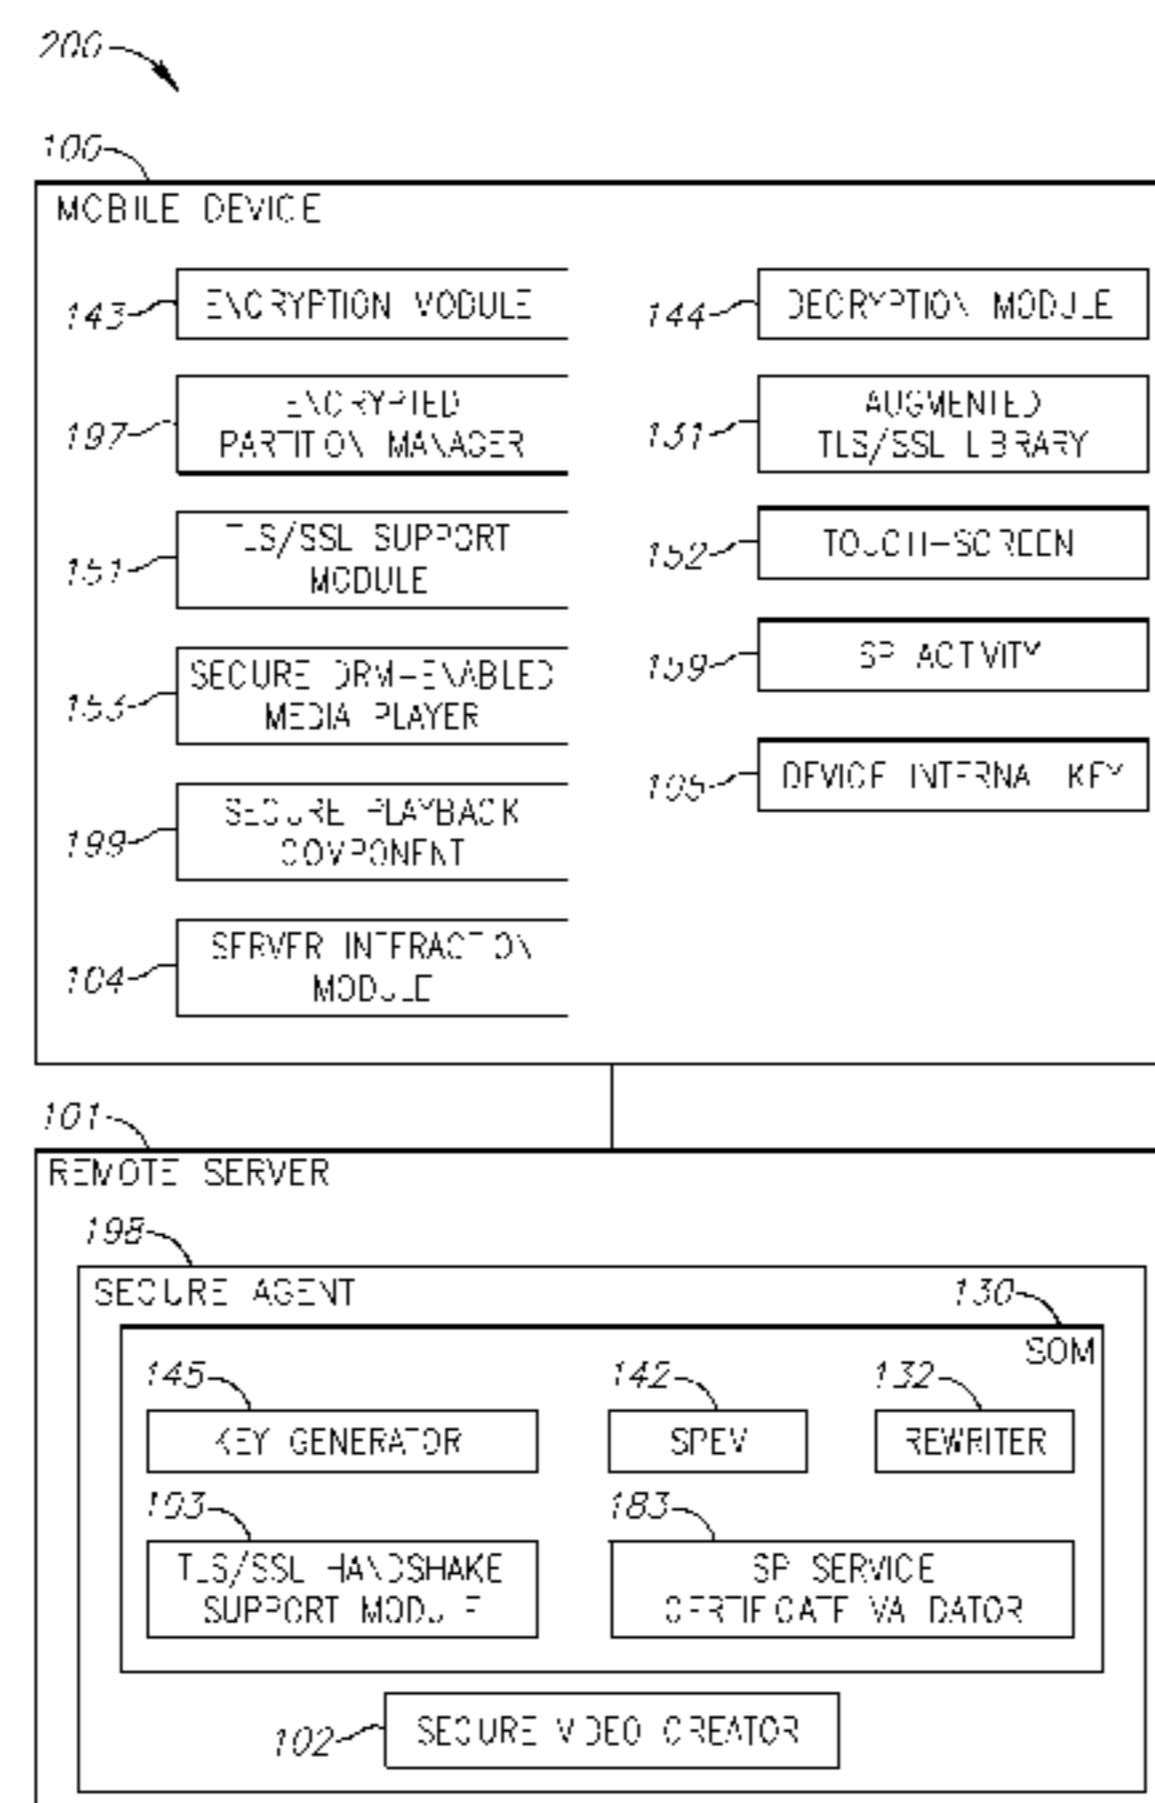 200
100
MOBILE DEVICE
143
ENCRYPTION MODULE
144
DECRYPTION MODULE
197
ENCRYPTED
PARTITION MANAGER
131
AUGMENTED
TLS/SSL LIBRARY
151
TLS/SSL SUPPORT
MODULE
152
TOUCH-SCREEN
153
SECURE DRM-ENABLED
MEDIA PLAYER
159
SP ACTIVITY
199
SECURE PLAYBACK
COMPONENT
105
DEVICE INTERNAL KEY
104
SERVER INTERACTION
MODULE
101
REMOTE SERVER
198
SECURE AGENT
130
SOM
145
KEY GENERATOR
142
SPEV
132
REWRITER
103
TLS/SSL HANDSHAKE
SUPPORT MODULE
183
SP SERVICE
CERTIFICATE VALIDATOR
102
SECURE VIDEO CREATOR